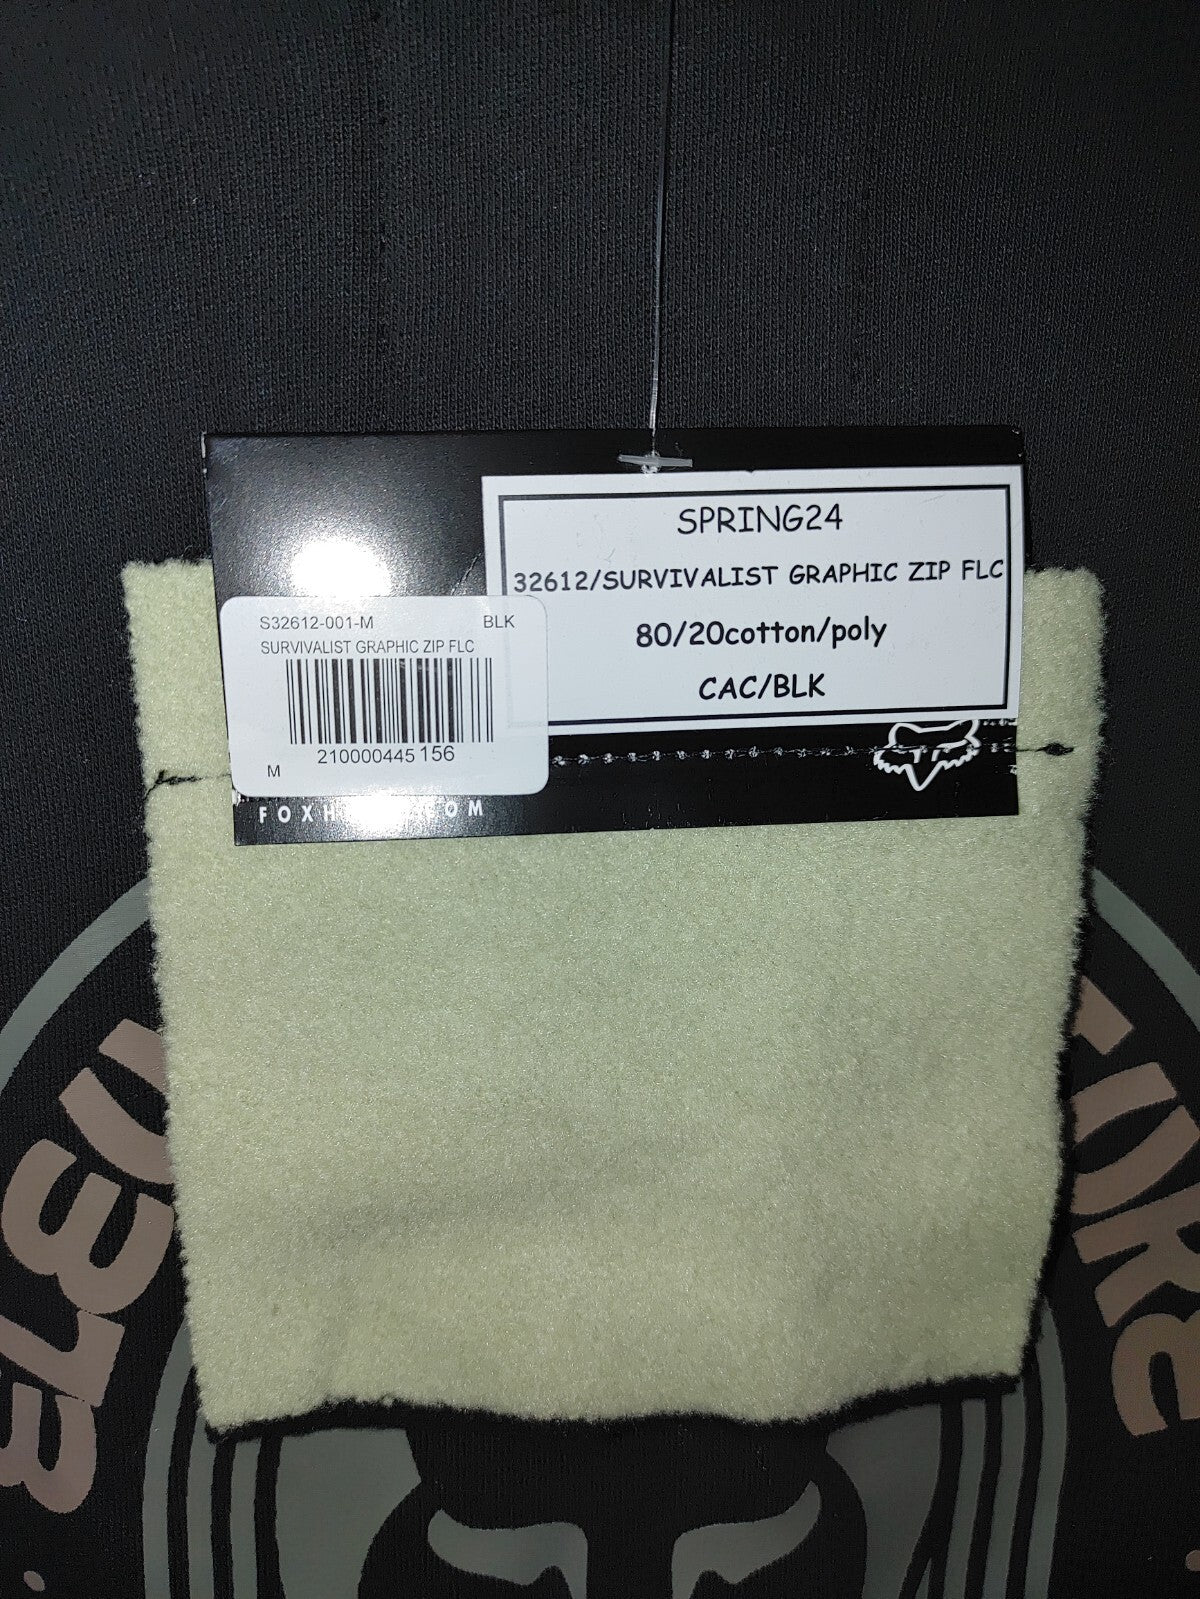 SPRING24
32612/SURVIVALIST GRAPHIC ZIP FLC
80/20cotton/poly
CAC/BLK
S32612-001-M BLK
SURVIVALIST GRAPHIC ZIP FLC
210000445156
M